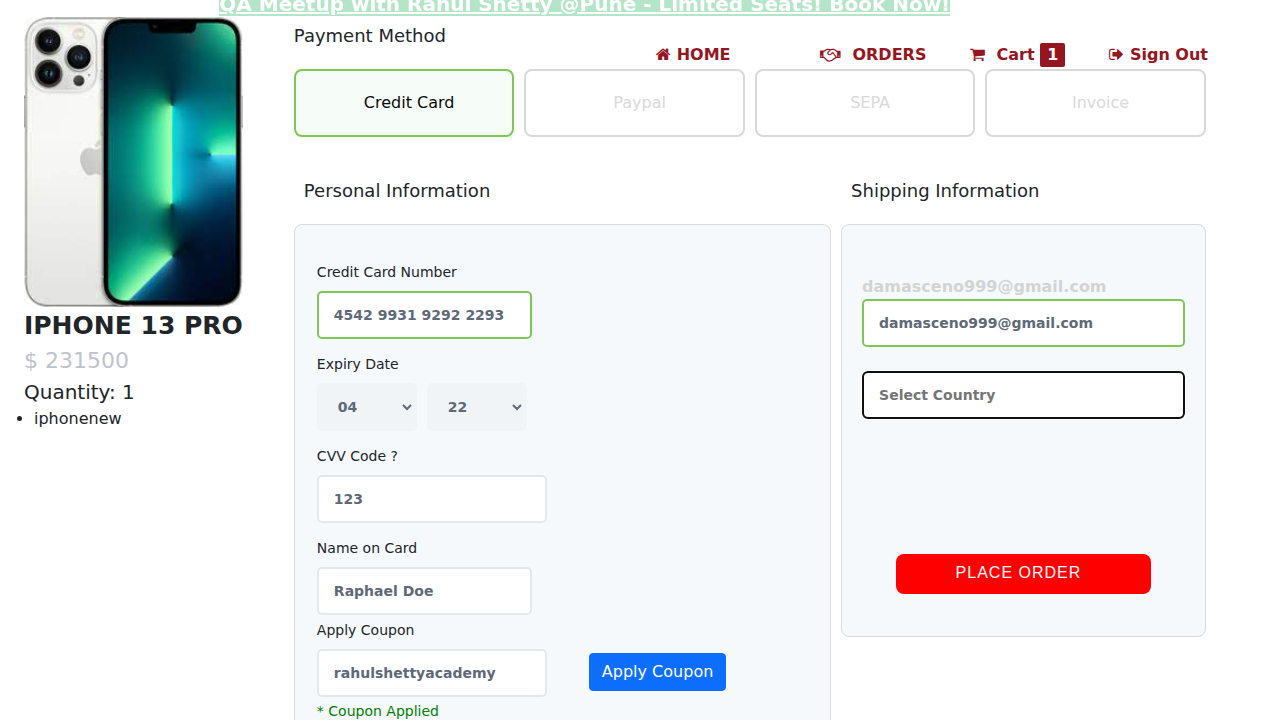 QA Meetup with Rahul Shetty @Pune - Limited Seats! Book Now!
Payment Method
HOME
ORDERS
Cart 1
Sign Out
Credit Card
Paypal
SEPA
Invoice
IPHONE 13 PRO
$ 231500
Quantity: 1
iphonenew
Personal Information
Credit Card Number
4542 9931 9292 2293
Expiry Date
04
22
CVV Code ?
123
Name on Card
Raphael Doe
Apply Coupon
rahulshettyacademy
Apply Coupon
* Coupon Applied
Shipping Information
damasceno999@gmail.com
damasceno999@gmail.com
Select Country
PLACE ORDER